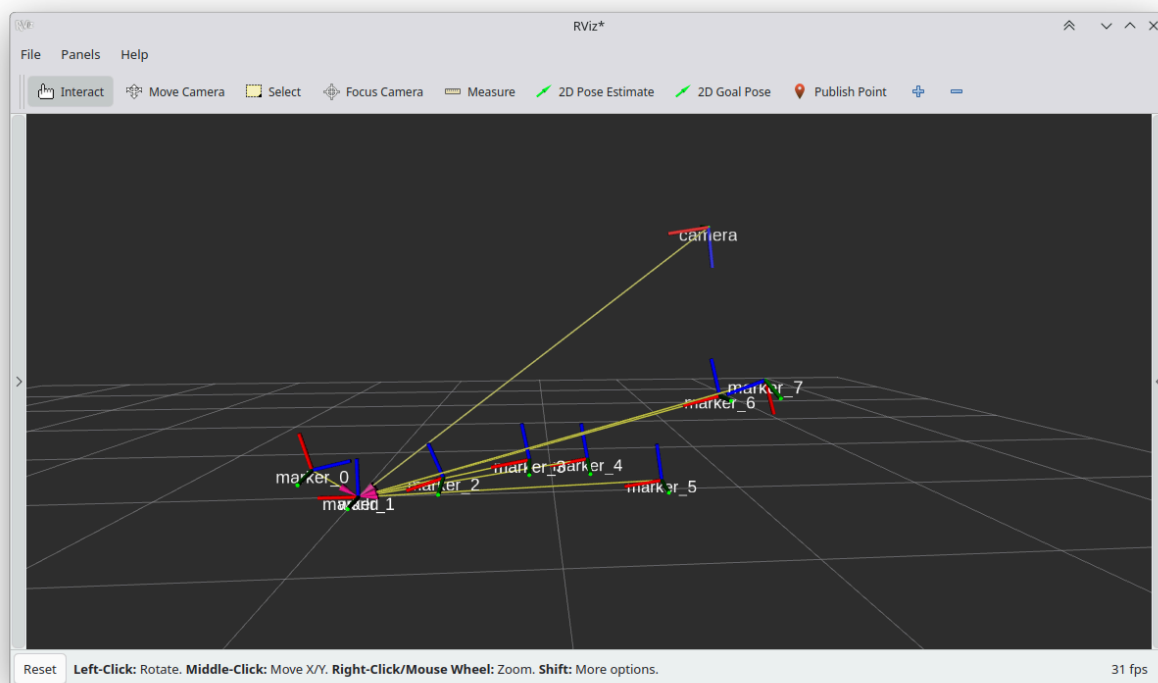 RViz*
File Panels Help
Interact Move Camera Select Focus Camera Measure 2D Pose Estimate 2D Goal Pose Publish Point
camera
marker_7
marker_6
marker_3 marker_4
marker_0
marker_2
marker_5
marker_1
Reset Left-Click: Rotate. Middle-Click: Move X/Y. Right-Click/Mouse Wheel: Zoom. Shift: More options. 31 fps